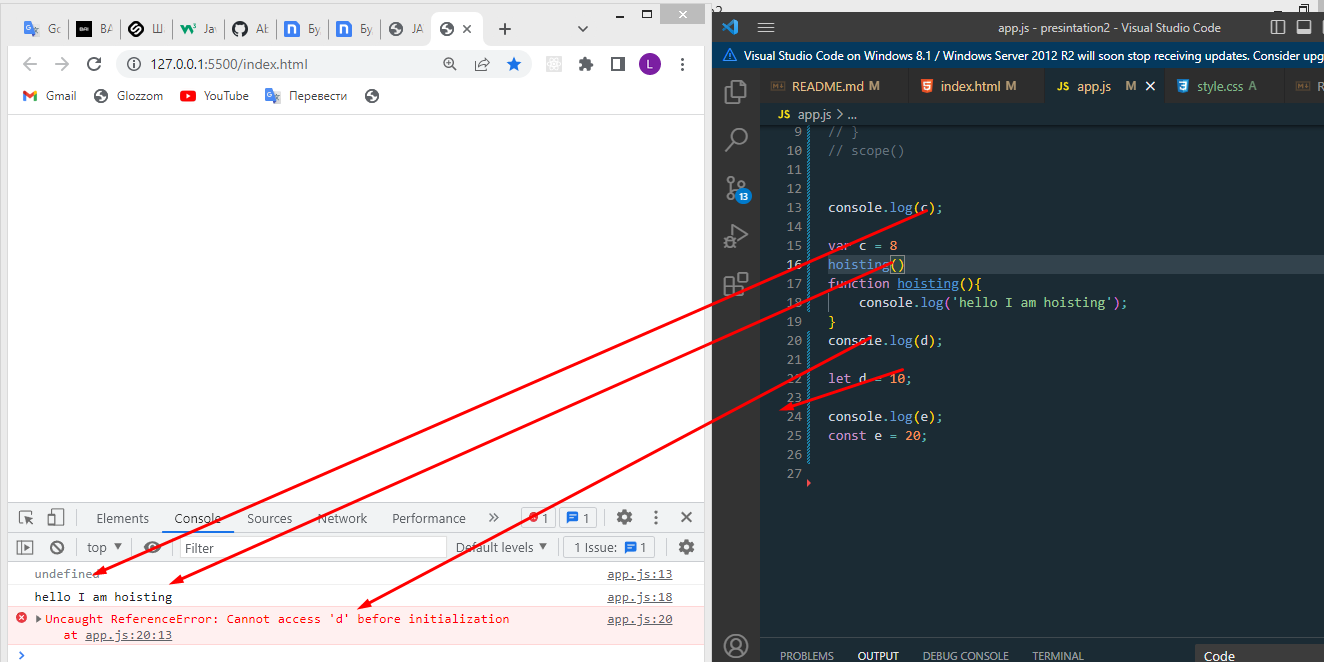 Gc
BA
Ш
Ja
Ab
Бу
Бу
JA
127.0.0.1:5500/index.html
L
Gmail
Glozzom
YouTube
Перевести
Elements
Console
Sources
Network
Performance
1
1
top
Filter
Default levels
1 Issue:
1
undefined
app.js:13
hello I am hoisting
app.js:18
Uncaught ReferenceError: Cannot access 'd' before initialization
app.js:20
at app.js:20:13
app.js - presintation2 - Visual Studio Code
Visual Studio Code on Windows 8.1 / Windows Server 2012 R2 will soon stop receiving updates. Consider upg
README.md M
index.html M
JS app.js M
style.css A
JS app.js > ...
13
9 // }
10 // scope()
11
12
13 console.log(c);
14
15 var c = 8
16 hoisting()
17 function hoisting(){
18 console.log('hello I am hoisting');
19 }
20 console.log(d);
21
22 let d = 10;
23
24 console.log(e);
25 const e = 20;
26
27
PROBLEMS
OUTPUT
DEBUG CONSOLE
TERMINAL
Code